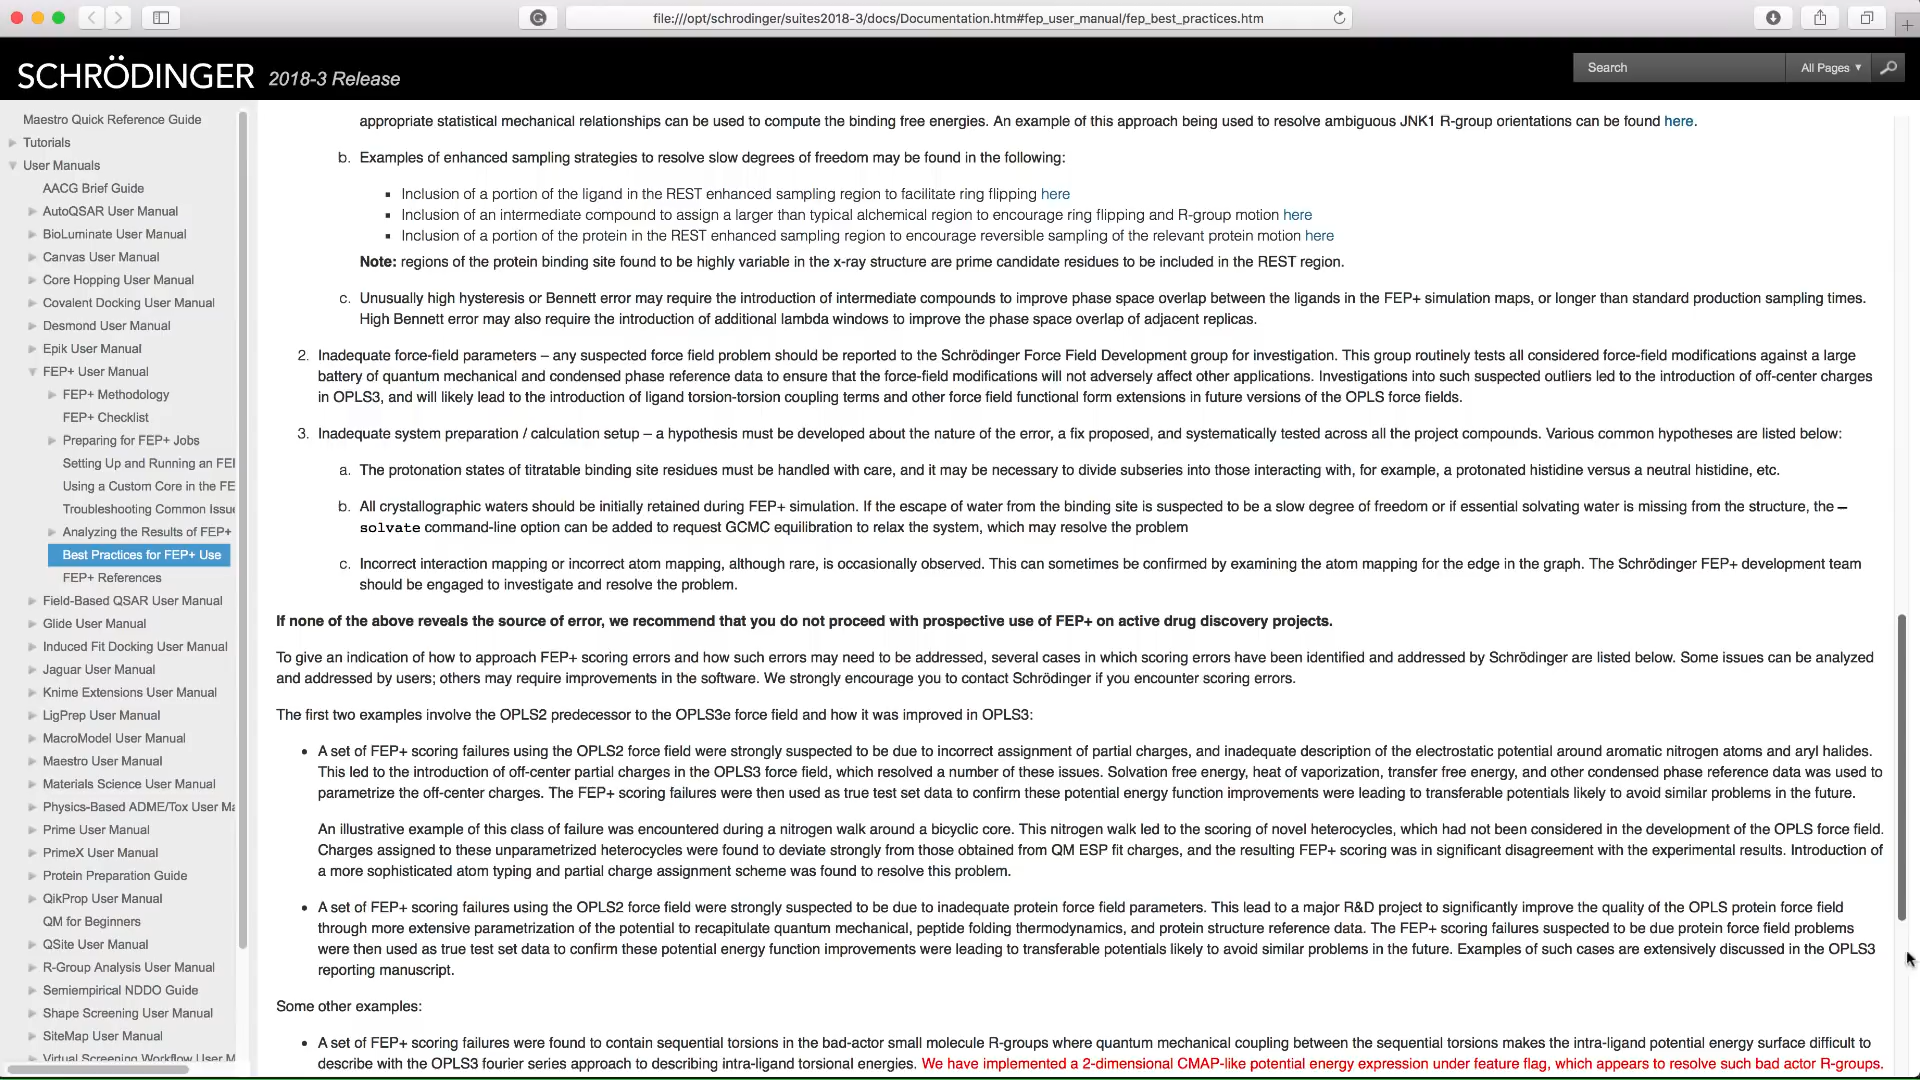 file:///opt/schrodinger/suites2018-3/docs/Documentation.htm#fep_user_manual/fep_best_practices.htm
SCHRÖDINGER 2018-3 Release
Search
All Pages
Maestro Quick Reference Guide
Tutorials
User Manuals
AACG Brief Guide
AutoQSAR User Manual
BioLuminate User Manual
Canvas User Manual
Core Hopping User Manual
Covalent Docking User Manual
Desmond User Manual
Epik User Manual
FEP+ User Manual
FEP+ Methodology
FEP+ Checklist
Preparing for FEP+ Jobs
Setting Up and Running an FEI
Using a Custom Core in the FE
Troubleshooting Common Issue
Analyzing the Results of FEP+
Best Practices for FEP+ Use
FEP+ References
Field-Based QSAR User Manual
Glide User Manual
Induced Fit Docking User Manual
Jaguar User Manual
Knime Extensions User Manual
LigPrep User Manual
MacroModel User Manual
Maestro User Manual
Materials Science User Manual
Physics-Based ADME/Tox User Ma
Prime User Manual
PrimeX User Manual
Protein Preparation Guide
QikProp User Manual
QM for Beginners
QSite User Manual
R-Group Analysis User Manual
Semiempirical NDDO Guide
Shape Screening User Manual
SiteMap User Manual
Virtual Screening Workflow User M
appropriate statistical mechanical relationships can be used to compute the binding free energies. An example of this approach being used to resolve ambiguous JNK1 R-group orientations can be found here.
b. Examples of enhanced sampling strategies to resolve slow degrees of freedom may be found in the following:
▪ Inclusion of a portion of the ligand in the REST enhanced sampling region to facilitate ring flipping here
▪ Inclusion of an intermediate compound to assign a larger than typical alchemical region to encourage ring flipping and R-group motion here
▪ Inclusion of a portion of the protein in the REST enhanced sampling region to encourage reversible sampling of the relevant protein motion here
Note: regions of the protein binding site found to be highly variable in the x-ray structure are prime candidate residues to be included in the REST region.
c. Unusually high hysteresis or Bennett error may require the introduction of intermediate compounds to improve phase space overlap between the ligands in the FEP+ simulation maps, or longer than standard production sampling times.
High Bennett error may also require the introduction of additional lambda windows to improve the phase space overlap of adjacent replicas.
2. Inadequate force-field parameters – any suspected force field problem should be reported to the Schrödinger Force Field Development group for investigation. This group routinely tests all considered force-field modifications against a large
battery of quantum mechanical and condensed phase reference data to ensure that the force-field modifications will not adversely affect other applications. Investigations into such suspected outliers led to the introduction of off-center charges
in OPLS3, and will likely lead to the introduction of ligand torsion-torsion coupling terms and other force field functional form extensions in future versions of the OPLS force fields.
3. Inadequate system preparation / calculation setup – a hypothesis must be developed about the nature of the error, a fix proposed, and systematically tested across all the project compounds. Various common hypotheses are listed below:
a. The protonation states of titratable binding site residues must be handled with care, and it may be necessary to divide subseries into those interacting with, for example, a protonated histidine versus a neutral histidine, etc.
b. All crystallographic waters should be initially retained during FEP+ simulation. If the escape of water from the binding site is suspected to be a slow degree of freedom or if essential solvating water is missing from the structure, the –
solvate command-line option can be added to request GCMC equilibration to relax the system, which may resolve the problem
c. Incorrect interaction mapping or incorrect atom mapping, although rare, is occasionally observed. This can sometimes be confirmed by examining the atom mapping for the edge in the graph. The Schrödinger FEP+ development team
should be engaged to investigate and resolve the problem.
If none of the above reveals the source of error, we recommend that you do not proceed with prospective use of FEP+ on active drug discovery projects.
To give an indication of how to approach FEP+ scoring errors and how such errors may need to be addressed, several cases in which scoring errors have been identified and addressed by Schrödinger are listed below. Some issues can be analyzed
and addressed by users; others may require improvements in the software. We strongly encourage you to contact Schrödinger if you encounter scoring errors.
The first two examples involve the OPLS2 predecessor to the OPLS3e force field and how it was improved in OPLS3:
• A set of FEP+ scoring failures using the OPLS2 force field were strongly suspected to be due to incorrect assignment of partial charges, and inadequate description of the electrostatic potential around aromatic nitrogen atoms and aryl halides.
This led to the introduction of off-center partial charges in the OPLS3 force field, which resolved a number of these issues. Solvation free energy, heat of vaporization, transfer free energy, and other condensed phase reference data was used to
parametrize the off-center charges. The FEP+ scoring failures were then used as true test set data to confirm these potential energy function improvements were leading to transferable potentials likely to avoid similar problems in the future.
An illustrative example of this class of failure was encountered during a nitrogen walk around a bicyclic core. This nitrogen walk led to the scoring of novel heterocycles, which had not been considered in the development of the OPLS force field.
Charges assigned to these unparametrized heterocycles were found to deviate strongly from those obtained from QM ESP fit charges, and the resulting FEP+ scoring was in significant disagreement with the experimental results. Introduction of
a more sophisticated atom typing and partial charge assignment scheme was found to resolve this problem.
• A set of FEP+ scoring failures using the OPLS2 force field were strongly suspected to be due to inadequate protein force field parameters. This lead to a major R&D project to significantly improve the quality of the OPLS protein force field
through more extensive parametrization of the potential to recapitulate quantum mechanical, peptide folding thermodynamics, and protein structure reference data. The FEP+ scoring failures suspected to be due protein force field problems
were then used as true test set data to confirm these potential energy function improvements were leading to transferable potentials likely to avoid similar problems in the future. Examples of such cases are extensively discussed in the OPLS3
reporting manuscript.
Some other examples:
• A set of FEP+ scoring failures were found to contain sequential torsions in the bad-actor small molecule R-groups where quantum mechanical coupling between the sequential torsions makes the intra-ligand potential energy surface difficult to
describe with the OPLS3 fourier series approach to describing intra-ligand torsional energies. We have implemented a 2-dimensional CMAP-like potential energy expression under feature flag, which appears to resolve such bad actor R-groups.